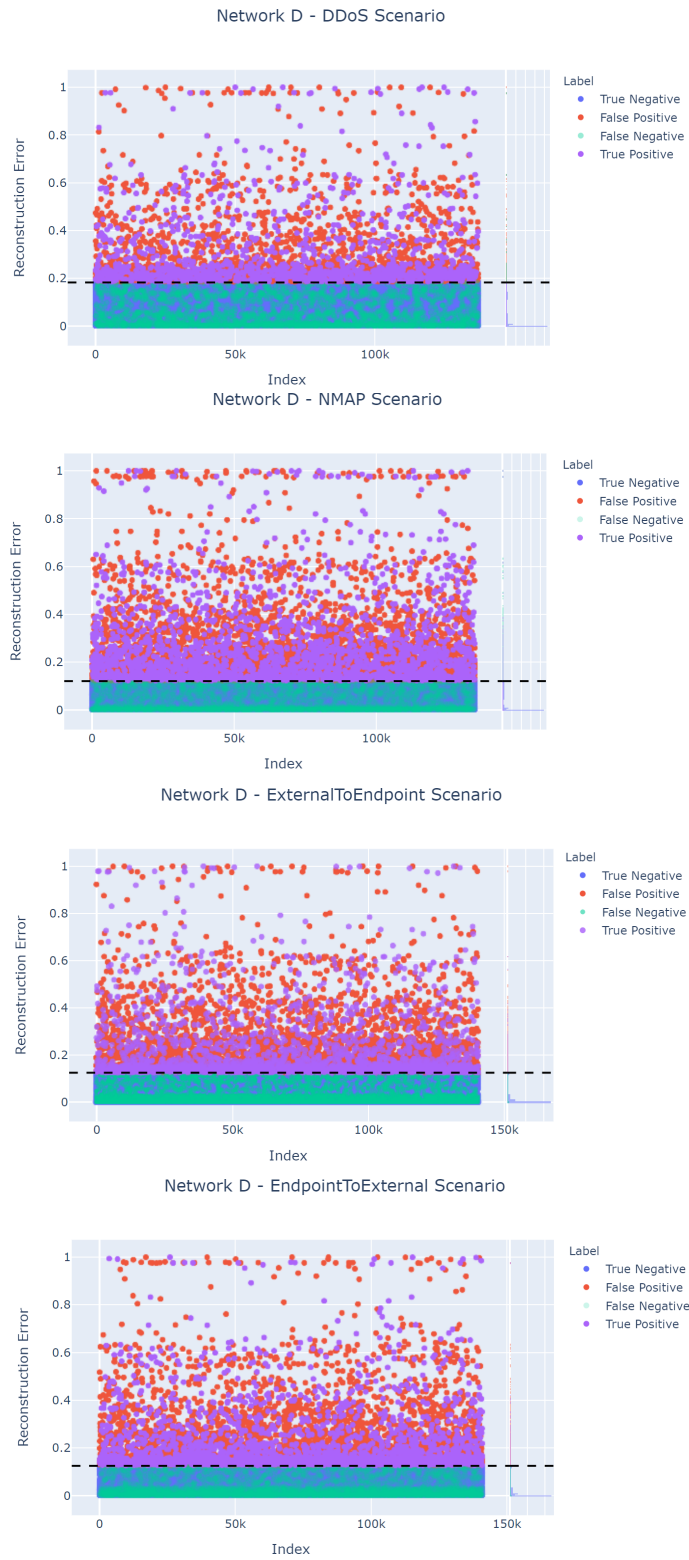 Network D - DDoS Scenario
Label
True Negative
False Positive
False Negative
True Positive
1
0.8
0.6
0.4
0.2
0
Reconstruction Error
0 50k 100k
Index
Network D - NMAP Scenario
Label
True Negative
False Positive
False Negative
True Positive
1
0.8
0.6
0.4
0.2
0
Reconstruction Error
0 50k 100k
Index
Network D - ExternalToEndpoint Scenario
Label
True Negative
False Positive
False Negative
True Positive
1
0.8
0.6
0.4
0.2
0
Reconstruction Error
0 50k 100k 150k
Index
Network D - EndpointToExternal Scenario
Label
True Negative
False Positive
False Negative
True Positive
1
0.8
0.6
0.4
0.2
0
Reconstruction Error
0 50k 100k 150k
Index